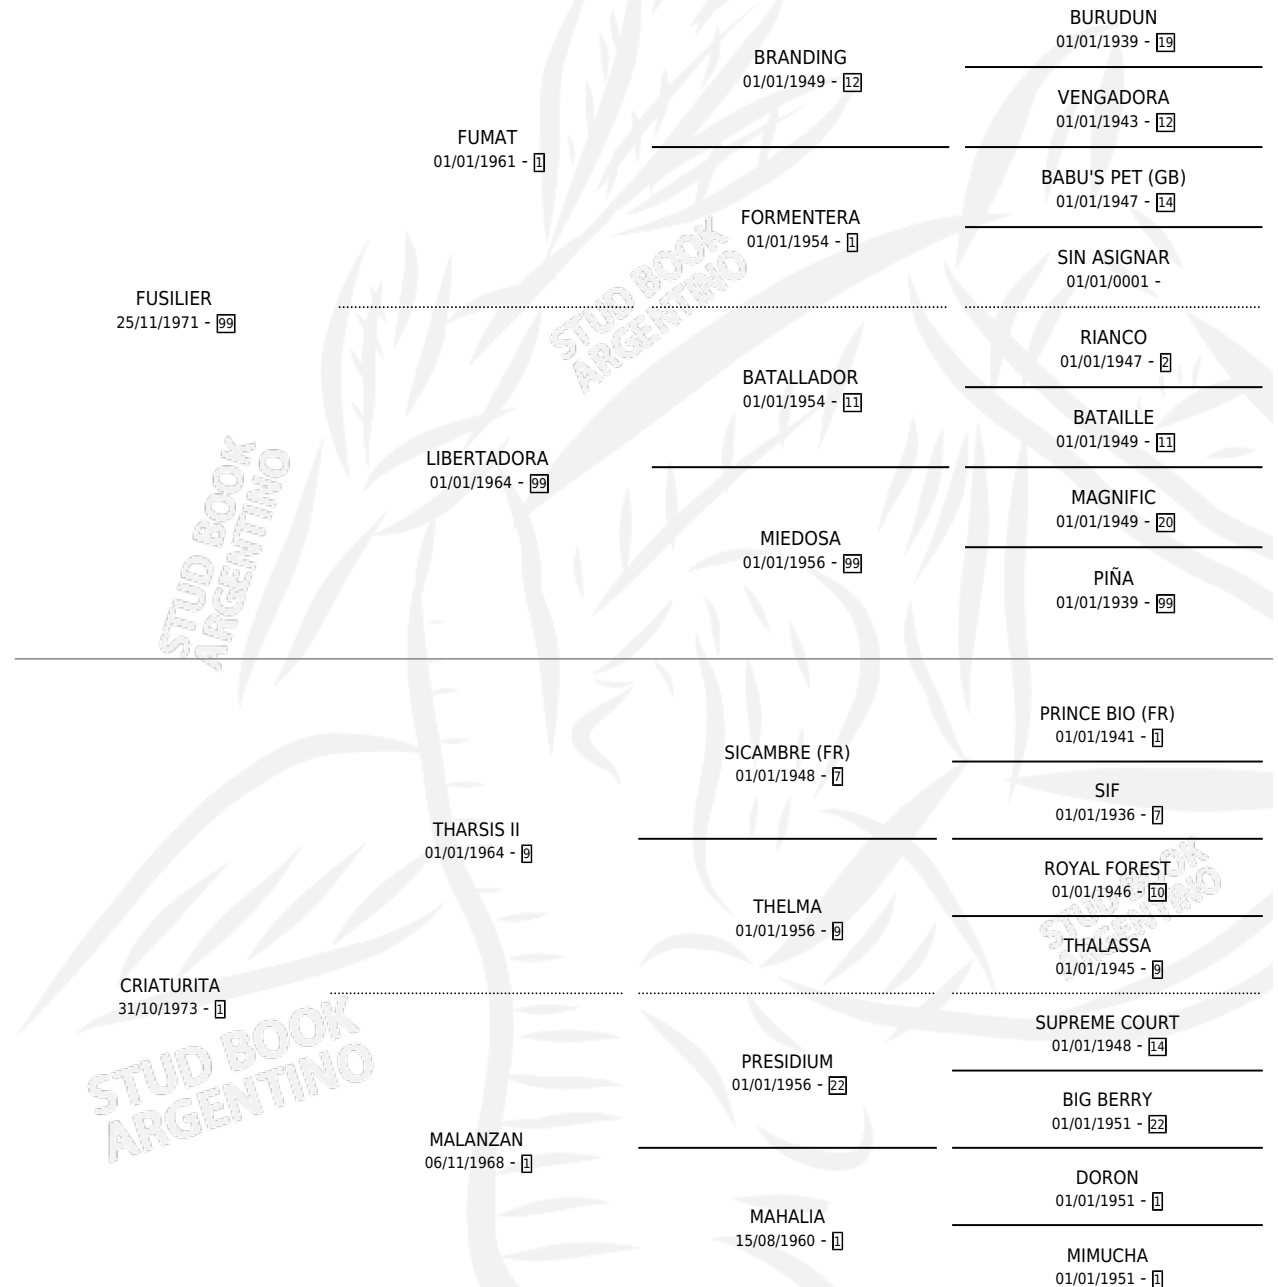 BURUDUN
01/01/1939 - 19
BRANDING
01/01/1949 - 12
VENGADORA
01/01/1943 - 12
FUMAT
01/01/1961 - 1
BABU'S PET (GB)
01/01/1947 - 14
FORMENTERA
01/01/1954 - 1
SIN ASIGNAR
01/01/0001 -
FUSILIER
25/11/1971 - 99
RIANCO
01/01/1947 - 2
BATALLADOR
01/01/1954 - 11
BATAILLE
01/01/1949 - 11
LIBERTADORA
01/01/1964 - 99
MAGNIFIC
01/01/1949 - 20
MIEDOSA
01/01/1956 - 99
PIÑA
01/01/1939 - 99
PRINCE BIO (FR)
01/01/1941 - 1
SICAMBRE (FR)
01/01/1948 - 7
SIF
01/01/1936 - 7
THARSIS II
01/01/1964 - 9
ROYAL FOREST
01/01/1946 - 10
THELMA
01/01/1956 - 9
THALASSA
01/01/1945 - 9
CRIATURITA
31/10/1973 - 1
SUPREME COURT
01/01/1948 - 14
PRESIDIUM
01/01/1956 - 22
BIG BERRY
01/01/1951 - 22
MALANZAN
06/11/1968 - 1
DORON
01/01/1951 - 1
MAHALIA
15/08/1960 - 1
MIMUCHA
01/01/1951 - 1
STUD BOOK
ARGENTINO
STUD BOOK
ARGENTINO
STUD BOOK
ARGENTINO
STUD BOOK
ARGENTINO